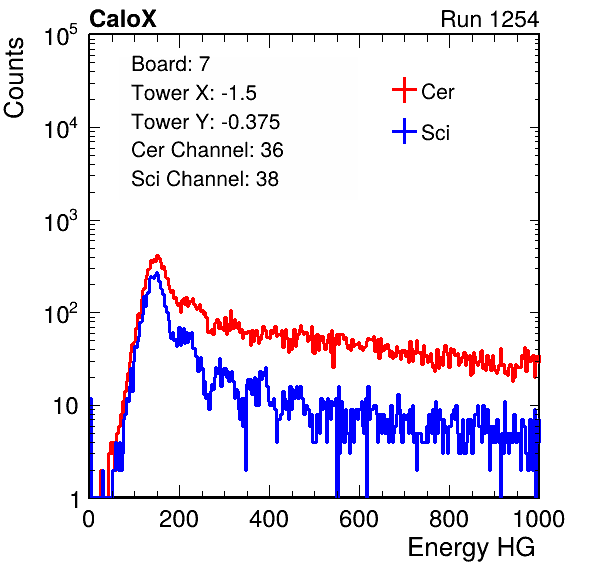 CaloX Run 1254
Counts
10^5
Board: 7
Tower X: -1.5
Tower Y: -0.375
Cer Channel: 36
Sci Channel: 38
Cer
Sci
10^4
10^3
10^2
10
1
0 200 400 600 800 1000
Energy HG